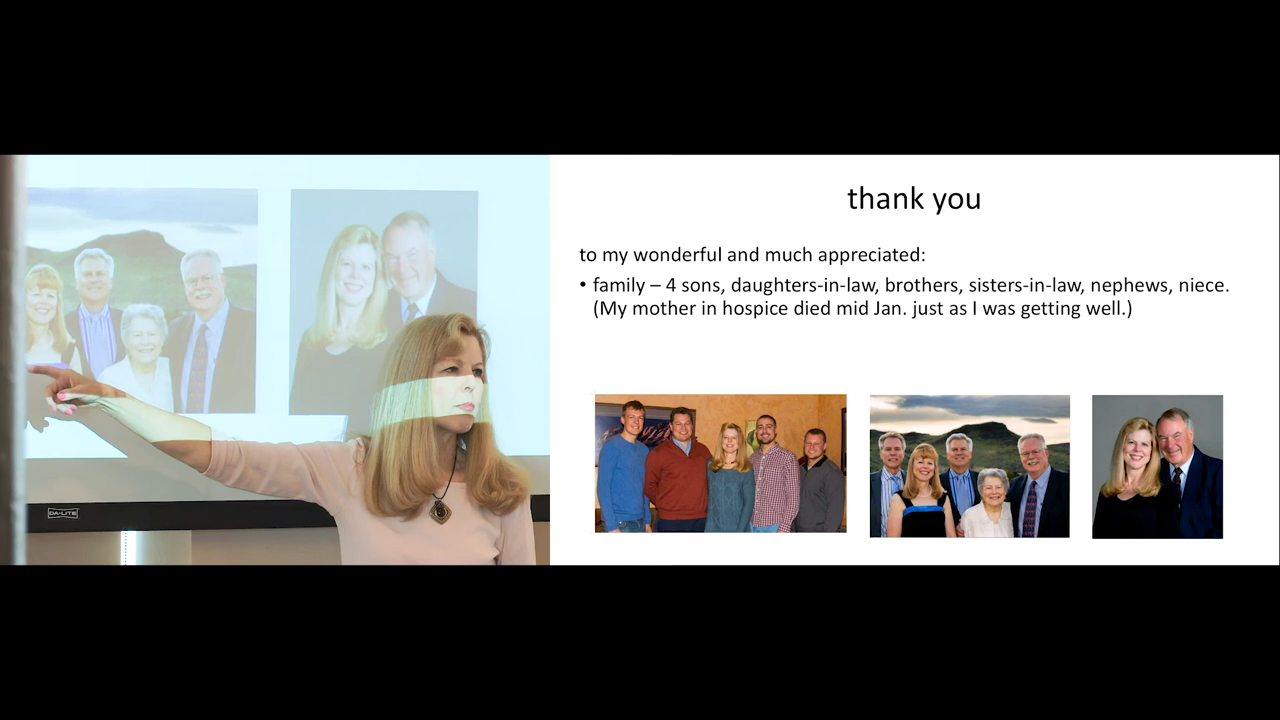 thank you
to my wonderful and much appreciated:
• family – 4 sons, daughters-in-law, brothers, sisters-in-law, nephews, niece.
(My mother in hospice died mid Jan. just as I was getting well.)
DA-LITE